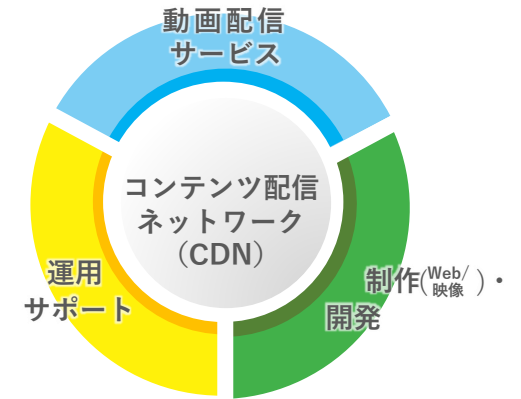 動画配信
サービス
コンテンツ配信
ネットワーク
（CDN）
運用
サポート
制作(Web/映像)・
開発